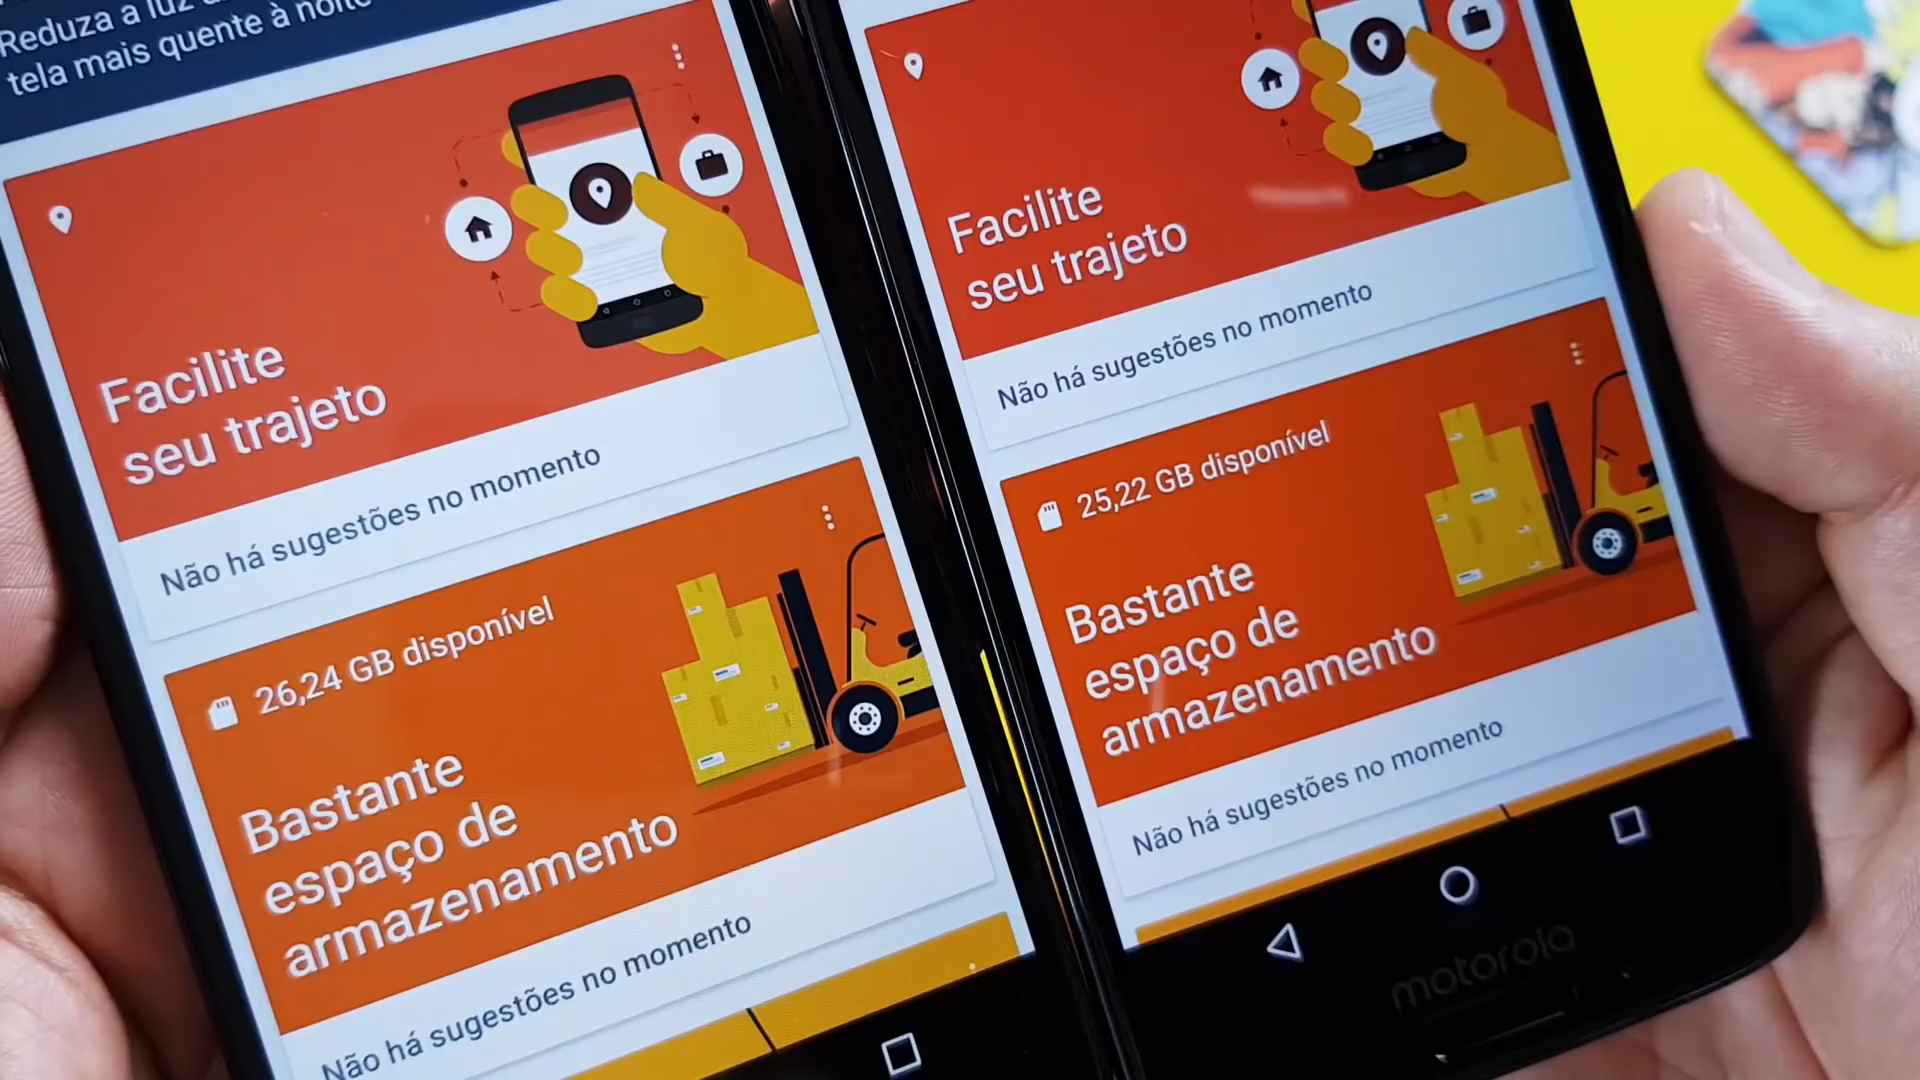 Reduza a luz
tela mais quente à noite
Facilite
seu trajeto
Não há sugestões no momento
26,24 GB disponível
Bastante
espaço de
armazenamento
Não há sugestões no momento
Facilite
seu trajeto
Não há sugestões no momento
25,22 GB disponível
Bastante
espaço de
armazenamento
Não há sugestões no momento
motorola